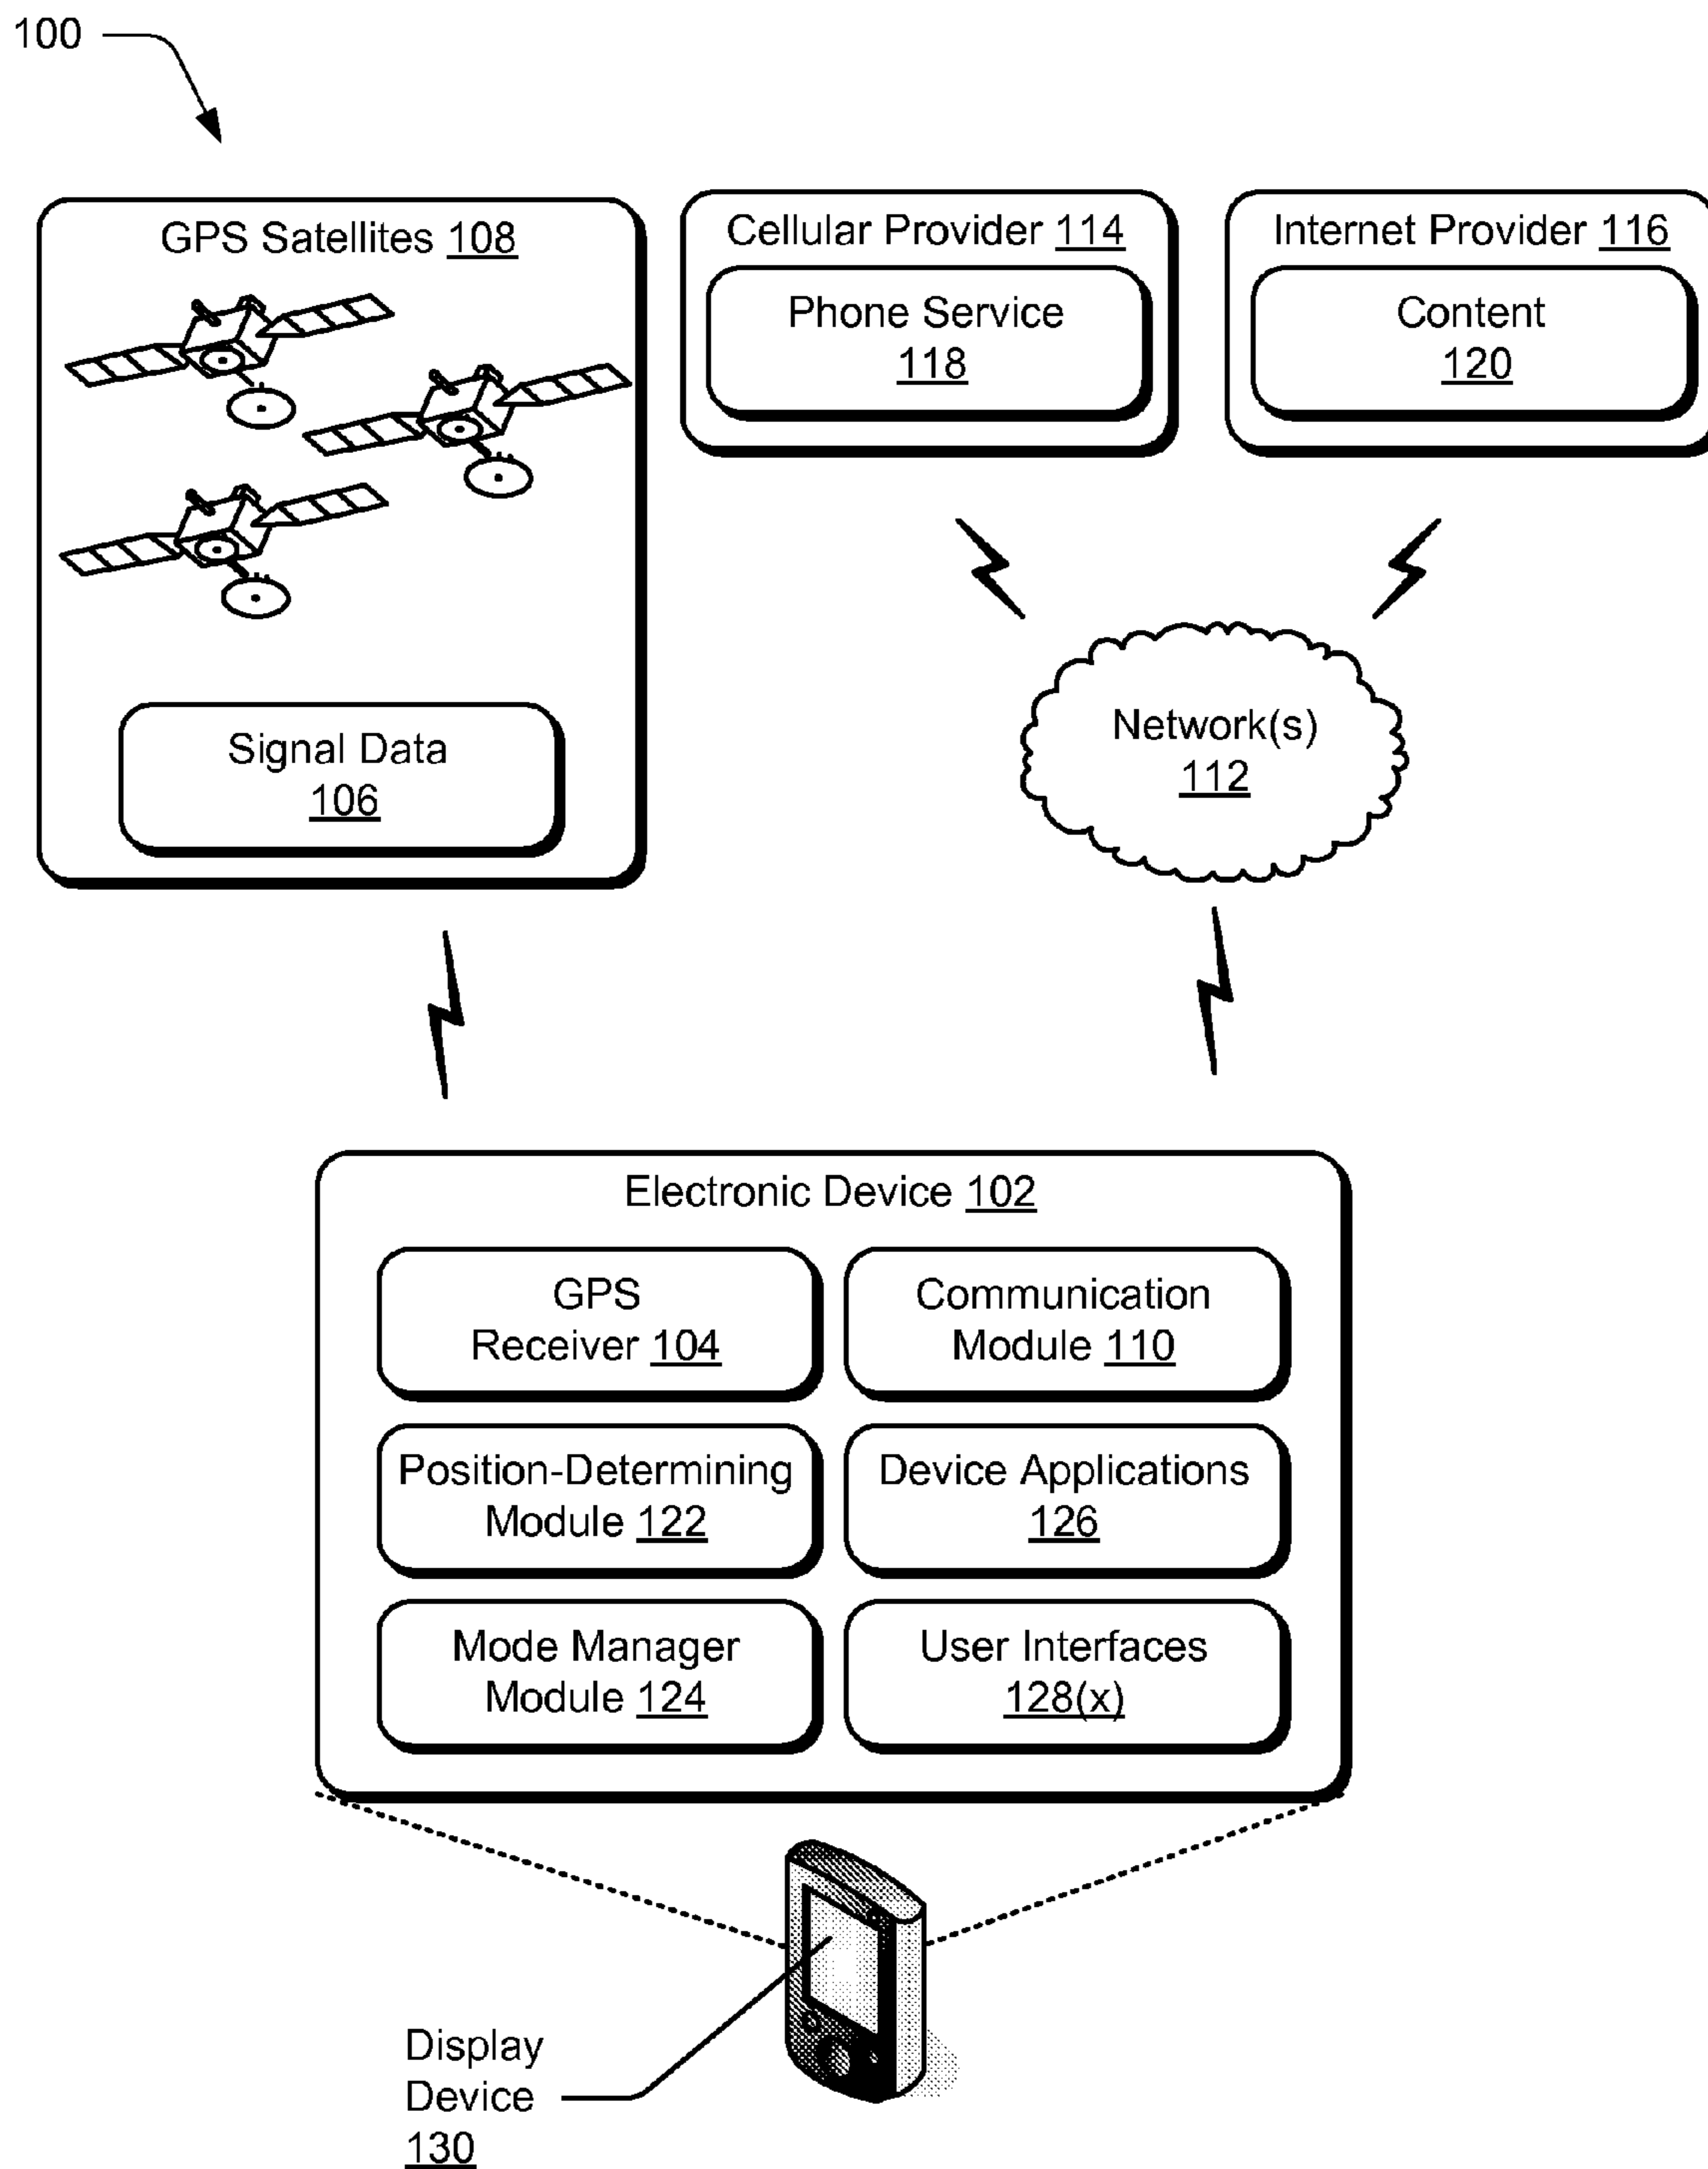 100
GPS Satellites 108
Signal Data
106
Cellular Provider 114
Phone Service
118
Internet Provider 116
Content
120
Network(s)
112
Electronic Device 102
GPS
Receiver 104
Communication
Module 110
Position-Determining
Module 122
Device Applications
126
Mode Manager
Module 124
User Interfaces
128(x)
Display
Device
130